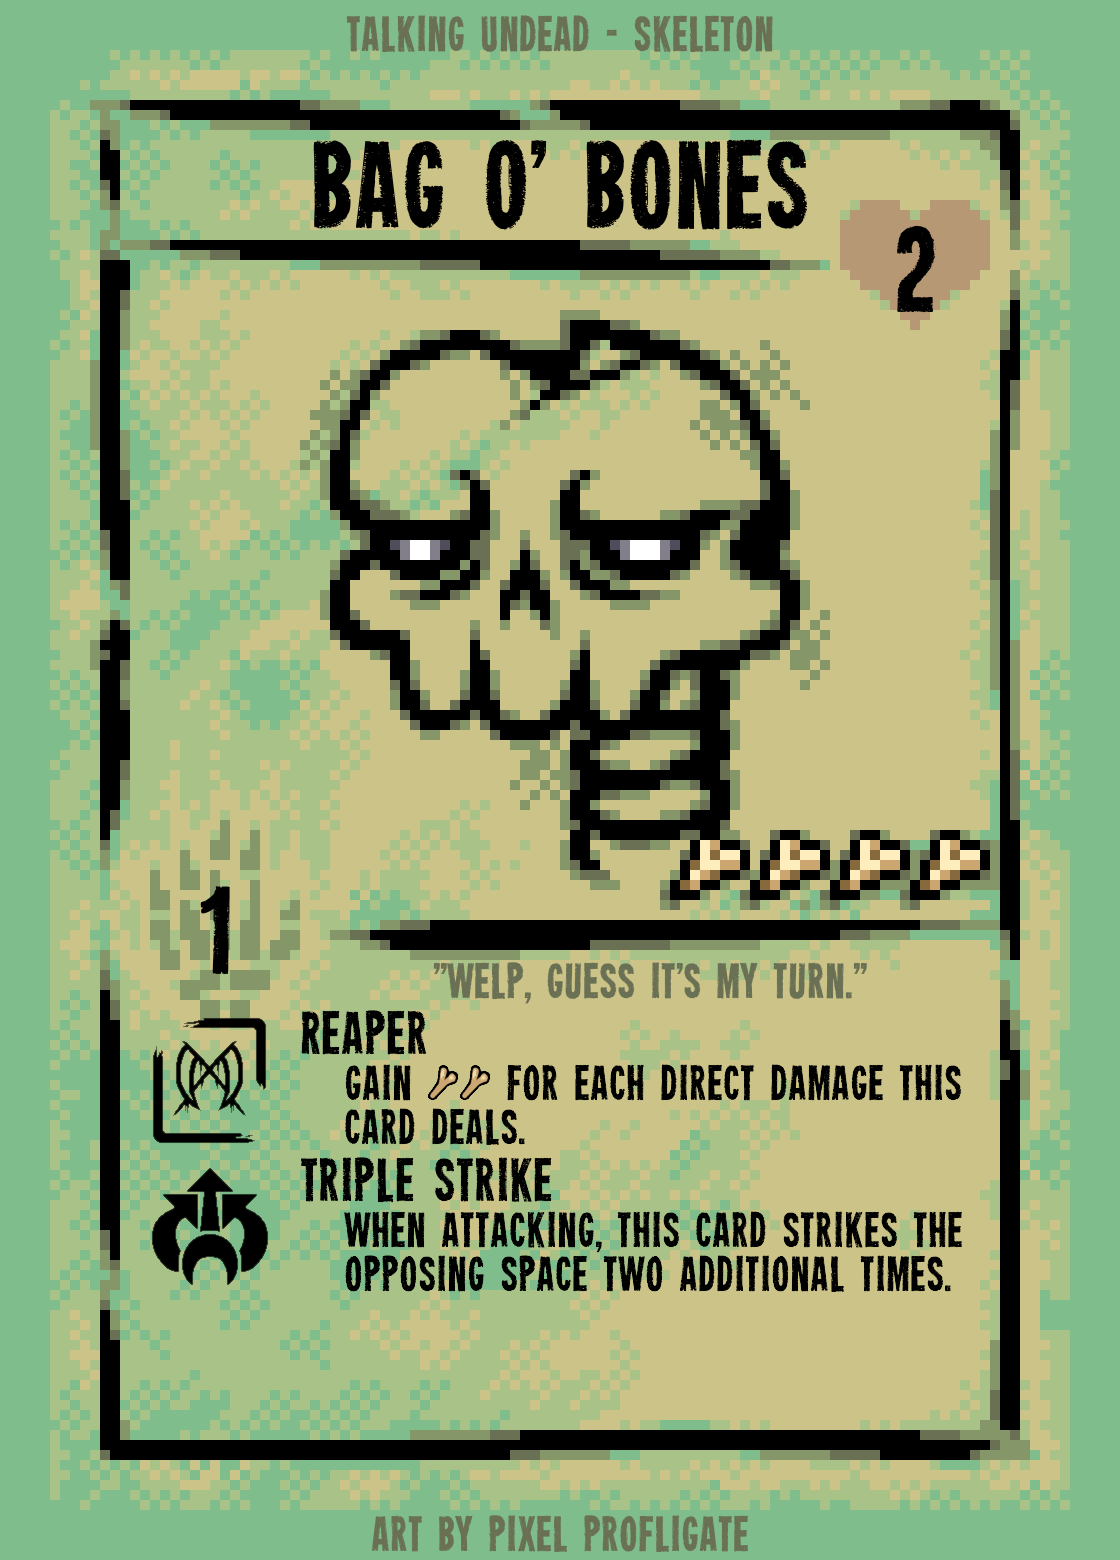 TALKING UNDEAD - SKELETON
BAG O' BONES
2
1
"WELP, GUESS IT'S MY TURN."
REAPER
GAIN FOR EACH DIRECT DAMAGE THIS
CARD DEALS.
TRIPLE STRIKE
WHEN ATTACKING, THIS CARD STRIKES THE
OPPOSING SPACE TWO ADDITIONAL TIMES.
ART BY PIXEL PROFLIGATE